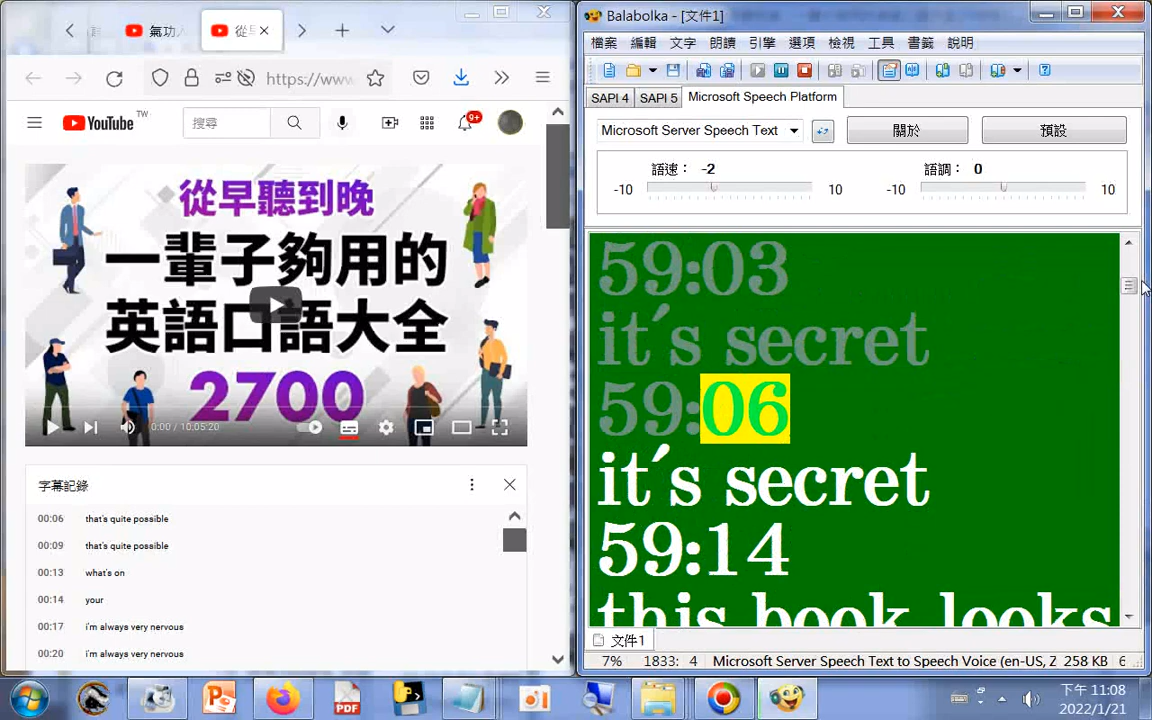 氣功
從
https://www
YouTube TW
搜尋
9+
從早聽到晚
一輩子夠用的
英語口語大全
2700
0:00 / 10:05:20
字幕記錄
00:06 that's quite possible
00:09 that's quite possible
00:13 what's on
00:14 your
00:17 i'm always very nervous
00:20 i'm always very nervous
Balabolka - [文件1]
檔案 編輯 文字 朗讀 引擎 選項 檢視 工具 書籤 說明
SAPI 4 SAPI 5 Microsoft Speech Platform
Microsoft Server Speech Text 關於 預設
語速： -2 語調： 0
-10 10 -10 10
59:03
it's secret
59:06
it's secret
59:14
this book looks
文件1
7% 1833: 4 Microsoft Server Speech Text to Speech Voice (en-US, Z 258 KB 6
PDF
下午 11:08
2022/1/21